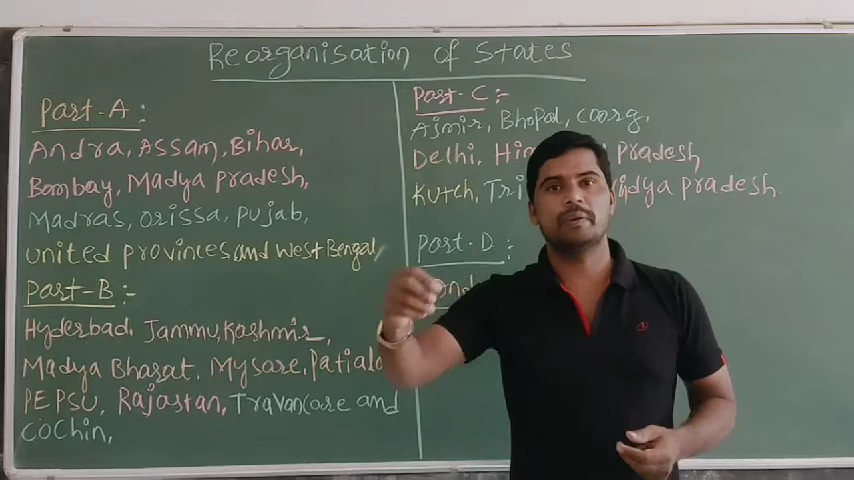 Reorganisation of States
Part-A :
Andra, Assam, Bihar,
Bombay, Madya Pradesh,
Madras, Orissa, Pujab,
United Provinices and West Bengal
Part-B :-
Hyderbad, Jammu, Kashmir,
Madya Bharat, Mysare, Patiala
PEPSU, Rajastan, Travancore and
Cochin,
Part-C :-
Ajmir, Bhopal, Coorg,
Delhi, Pradesh,
Kutch, Pradesh
Part-D :